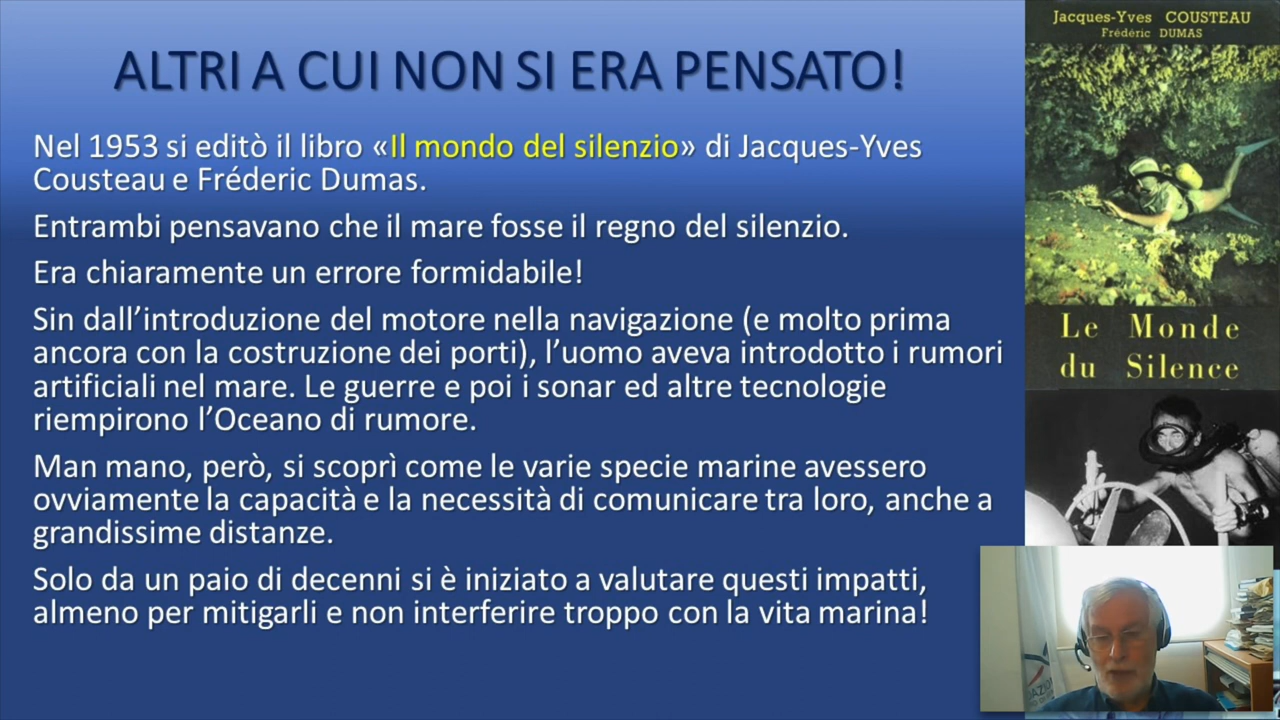 ALTRI A CUI NON SI ERA PENSATO!
Nel 1953 si editò il libro «Il mondo del silenzio» di Jacques-Yves
Cousteau e Fréderic Dumas.
Entrambi pensavano che il mare fosse il regno del silenzio.
Era chiaramente un errore formidabile!
Sin dall’introduzione del motore nella navigazione (e molto prima
ancora con la costruzione dei porti), l’uomo aveva introdotto i rumori
artificiali nel mare. Le guerre e poi i sonar ed altre tecnologie
riempirono l’Oceano di rumore.
Man mano, però, si scoprì come le varie specie marine avessero
ovviamente la capacità e la necessità di comunicare tra loro, anche a
grandissime distanze.
Solo da un paio di decenni si è iniziato a valutare questi impatti,
almeno per mitigarli e non interferire troppo con la vita marina!
Jacques-Yves COUSTEAU
Frédéric DUMAS
Le Monde
du Silence